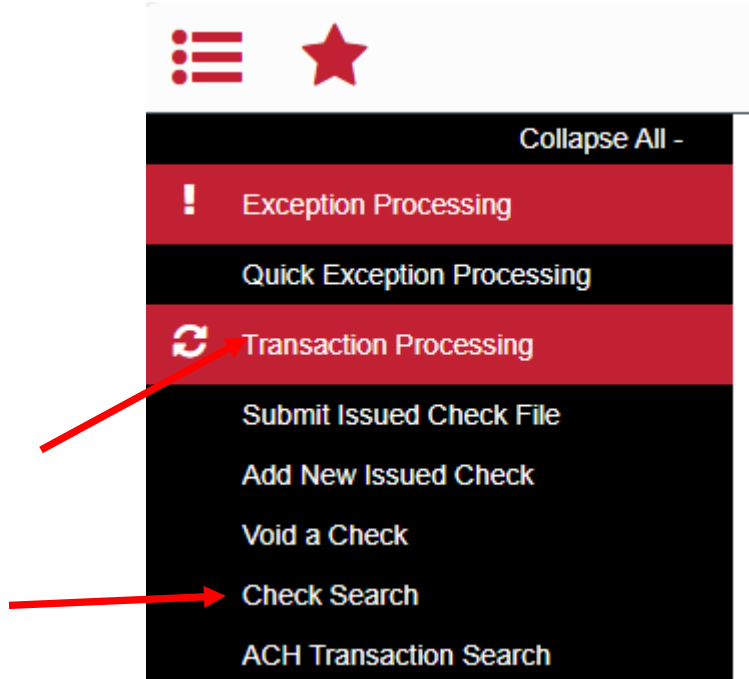 Collapse All -
! Exception Processing
Quick Exception Processing
Transaction Processing
Submit Issued Check File
Add New Issued Check
Void a Check
Check Search
ACH Transaction Search